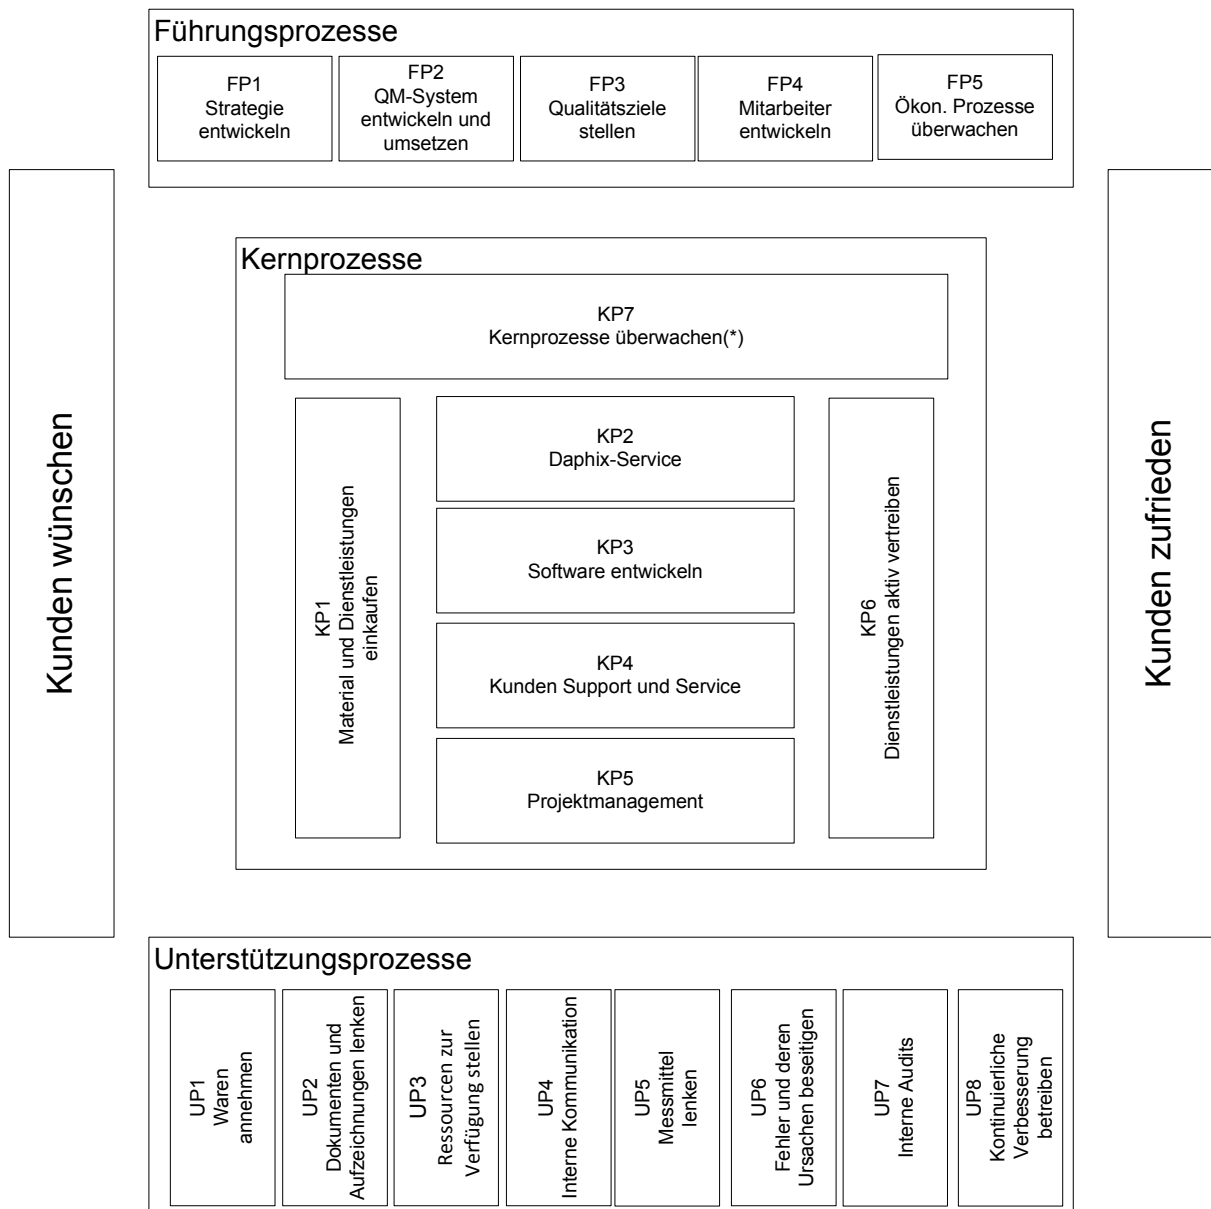 Führungsprozesse
FP1
Strategie
entwickeln
FP2
QM-System
entwickeln und
umsetzen
FP3
Qualitätsziele
stellen
FP4
Mitarbeiter
entwickeln
FP5
Ökon. Prozesse
überwachen
Kunden wünschen
Kernprozesse
KP7
Kernprozesse überwachen(*)
KP1
Material und Dienstleistungen
einkaufen
KP2
Daphix-Service
KP3
Software entwickeln
KP4
Kunden Support und Service
KP5
Projektmanagement
KP6
Dienstleistungen aktiv vertreiben
Kunden zufrieden
Unterstützungsprozesse
UP1
Waren
annehmen
UP2
Dokumenten und
Aufzeichnungen lenken
UP3
Ressourcen zur
Verfügung stellen
UP4
Interne Kommunikation
UP5
Messmittel
lenken
UP6
Fehler und deren
Ursachen beseitigen
UP7
Interne Audits
UP8
Kontinuierliche
Verbesserung
betreiben